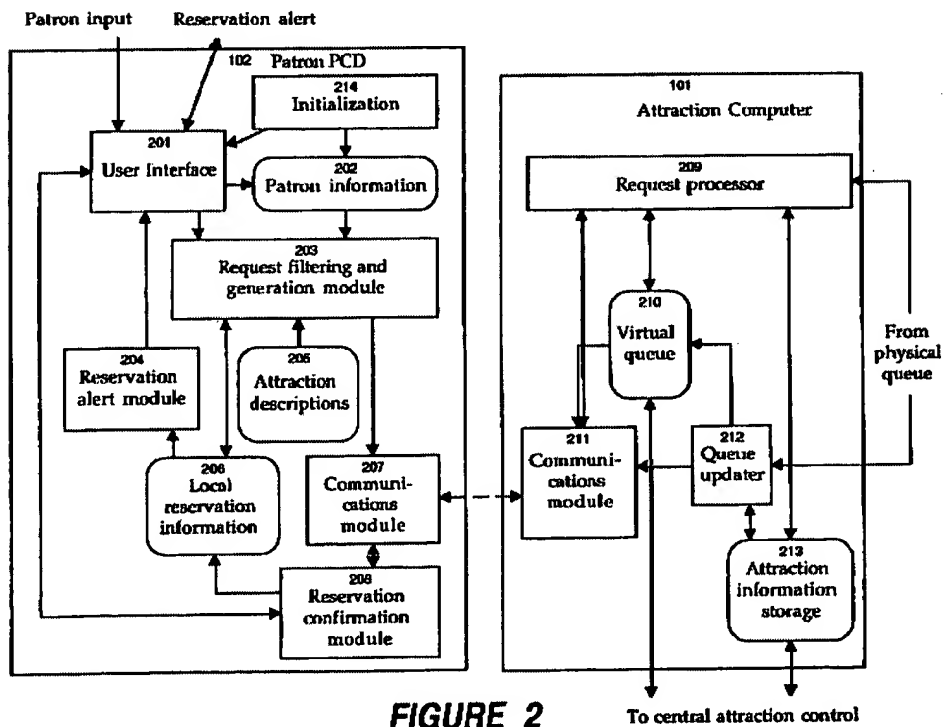 Patron input
Reservation alert
102 Patron PCD
214
Initialization
201
User Interface
202
Patron information
203
Request filtering and
generation module
204
Reservation
alert module
205
Attraction
descriptions
206
Local
reservation
information
207
Communi-
cations
module
208
Reservation
confirmation
module
101
Attraction Computer
209
Request processor
210
Virtual
queue
211
Communi-
cations
module
212
Queue
updater
213
Attraction
information
storage
From
physical
queue
To central attraction control
FIGURE 2